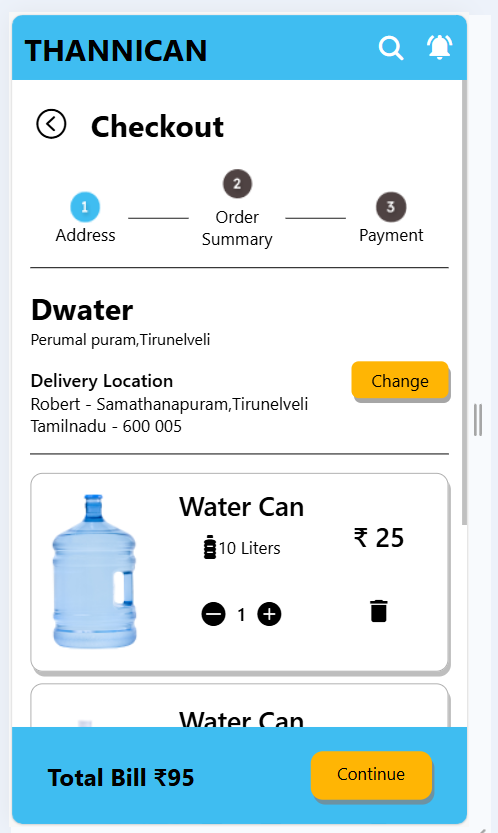 THANNICAN
Checkout
1
2
3
Address
Order
Summary
Payment
Dwater
Perumal puram,Tirunelveli
Delivery Location
Robert - Samathanapuram,Tirunelveli
Tamilnadu - 600 005
Change
Water Can
10 Liters
₹ 25
1
Water Can
Total Bill ₹95
Continue